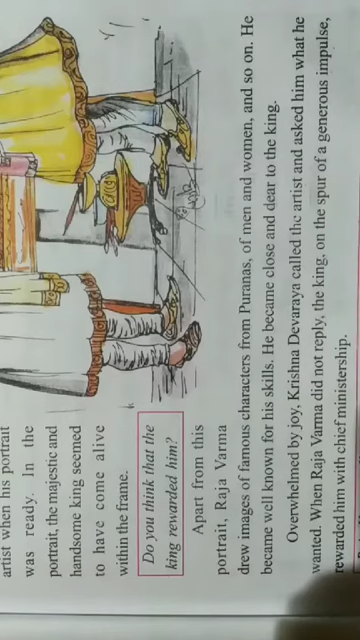 artist when his portrait
was ready. In the
portrait, the majestic and
handsome king seemed
to have come alive
within the frame.
Do you think that the
king rewarded him?
Apart from this
portrait, Raja Varma
drew images of famous characters from Puranas, of men and women, and so on. He
became well known for his skills. He became close and dear to the king.
Overwhelmed by joy, Krishna Devaraya called the artist and asked him what he
wanted. When Raja Varma did not reply, the king, on the spur of a generous impulse,
rewarded him with chief ministership.